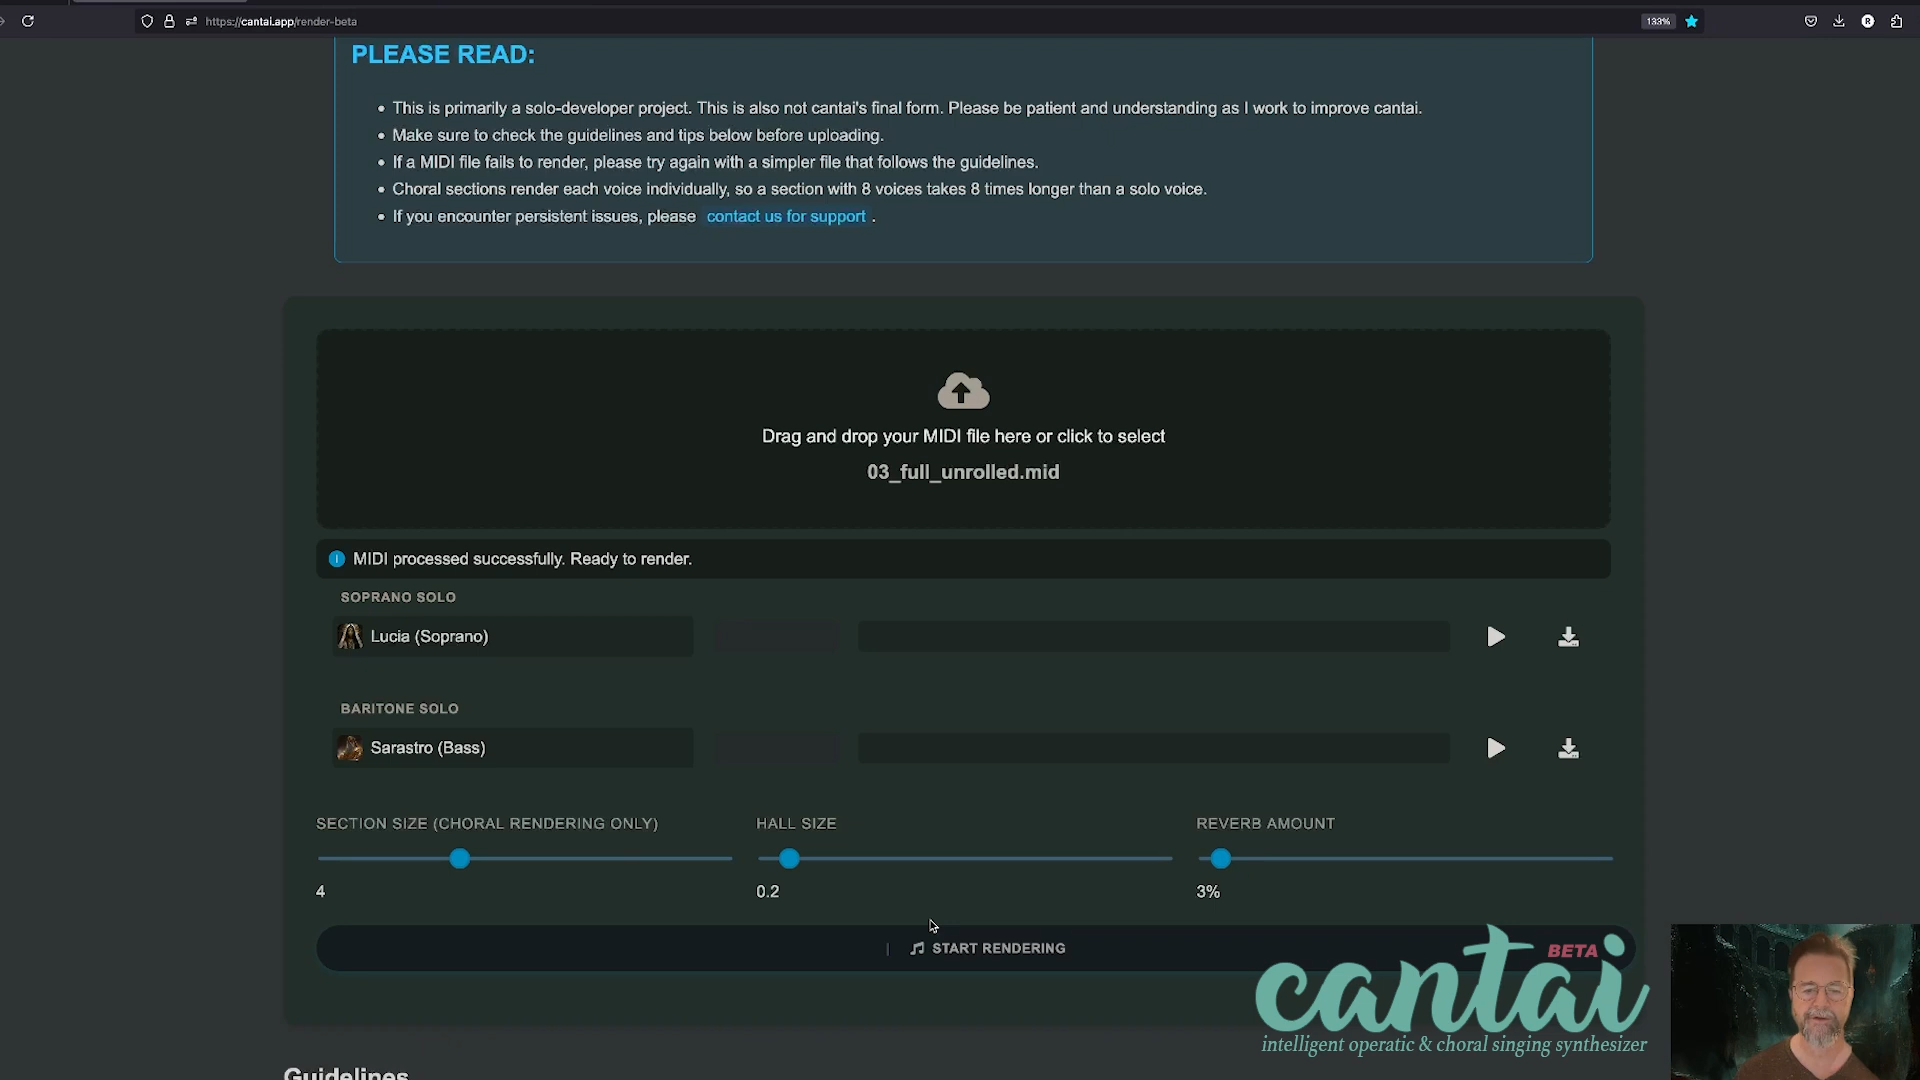 https://cantai.app/render-beta
133%
R
PLEASE READ:
• This is primarily a solo-developer project. This is also not cantai's final form. Please be patient and understanding as I work to improve cantai.
• Make sure to check the guidelines and tips below before uploading.
• If a MIDI file fails to render, please try again with a simpler file that follows the guidelines.
• Choral sections render each voice individually, so a section with 8 voices takes 8 times longer than a solo voice.
• If you encounter persistent issues, please contact us for support .
Drag and drop your MIDI file here or click to select
03_full_unrolled.mid
MIDI processed successfully. Ready to render.
SOPRANO SOLO
Lucia (Soprano)
BARITONE SOLO
Sarastro (Bass)
SECTION SIZE (CHORAL RENDERING ONLY)
4
HALL SIZE
0.2
REVERB AMOUNT
3%
START RENDERING
BETA
cantai
intelligent operatic & choral singing synthesizer
Guidelines